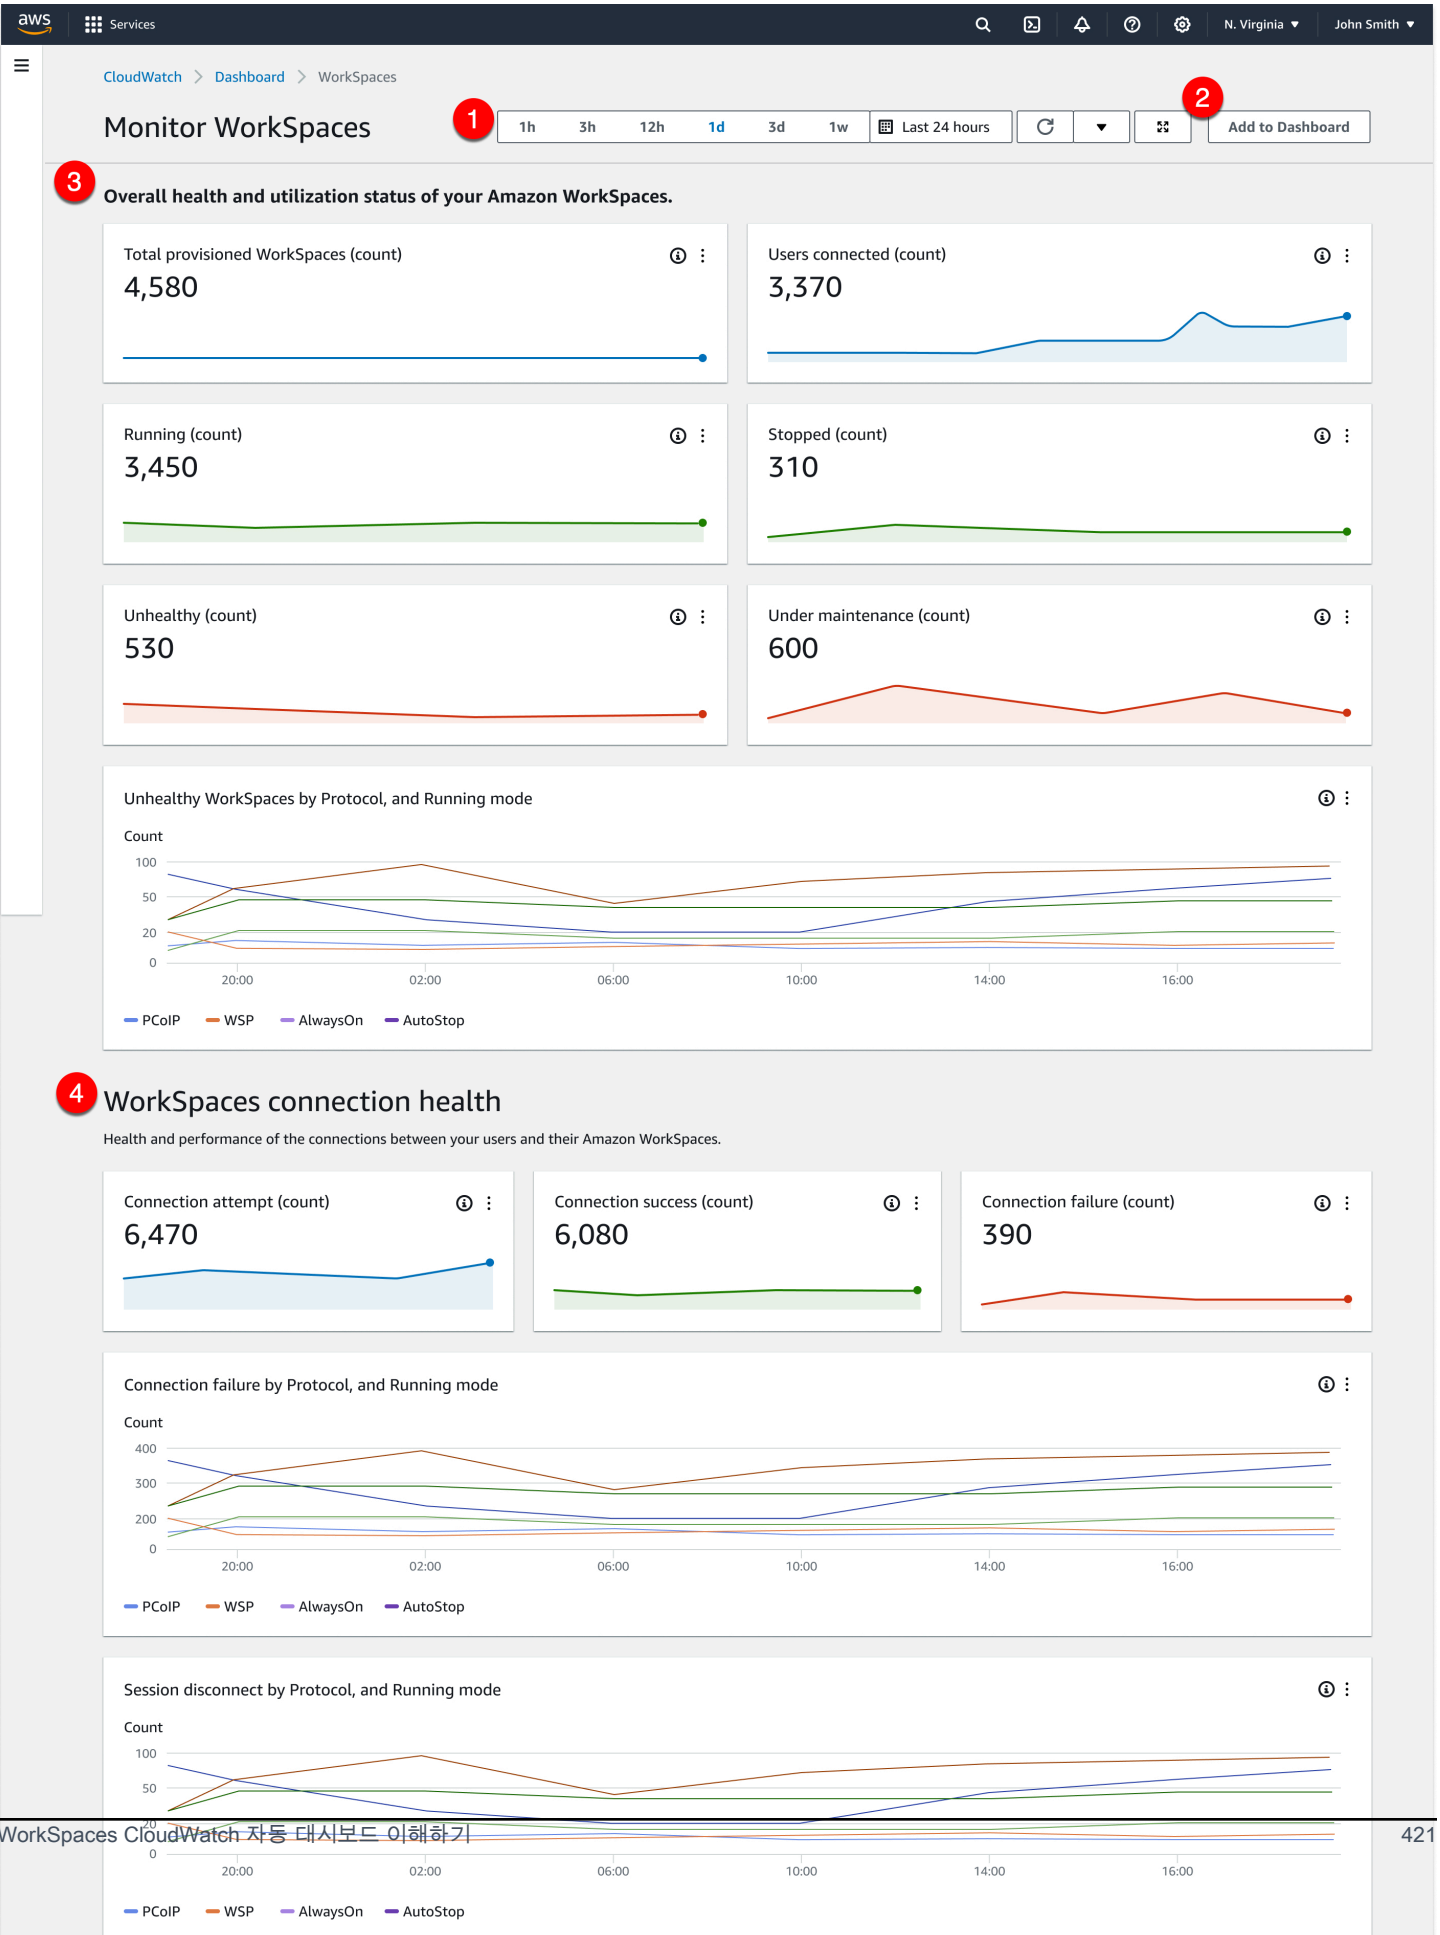 aws Services N. Virginia John Smith
CloudWatch Dashboard WorkSpaces
Monitor WorkSpaces
1
1h 3h 12h 1d 3d 1w Last 24 hours
2
Add to Dashboard
3
Overall health and utilization status of your Amazon WorkSpaces.
Total provisioned WorkSpaces (count)
4,580
Users connected (count)
3,370
Running (count)
3,450
Stopped (count)
310
Unhealthy (count)
530
Under maintenance (count)
600
Unhealthy WorkSpaces by Protocol, and Running mode
Count
100
50
20
0
20:00 02:00 06:00 10:00 14:00 16:00
PCoIP WSP AlwaysOn AutoStop
4
WorkSpaces connection health
Health and performance of the connections between your users and their Amazon WorkSpaces.
Connection attempt (count)
6,470
Connection success (count)
6,080
Connection failure (count)
390
Connection failure by Protocol, and Running mode
Count
400
300
200
0
20:00 02:00 06:00 10:00 14:00 16:00
PCoIP WSP AlwaysOn AutoStop
Session disconnect by Protocol, and Running mode
Count
100
50
20
WorkSpaces CloudWatch 자동 대시보드 이해하기 421
0
20:00 02:00 06:00 10:00 14:00 16:00
PCoIP WSP AlwaysOn AutoStop